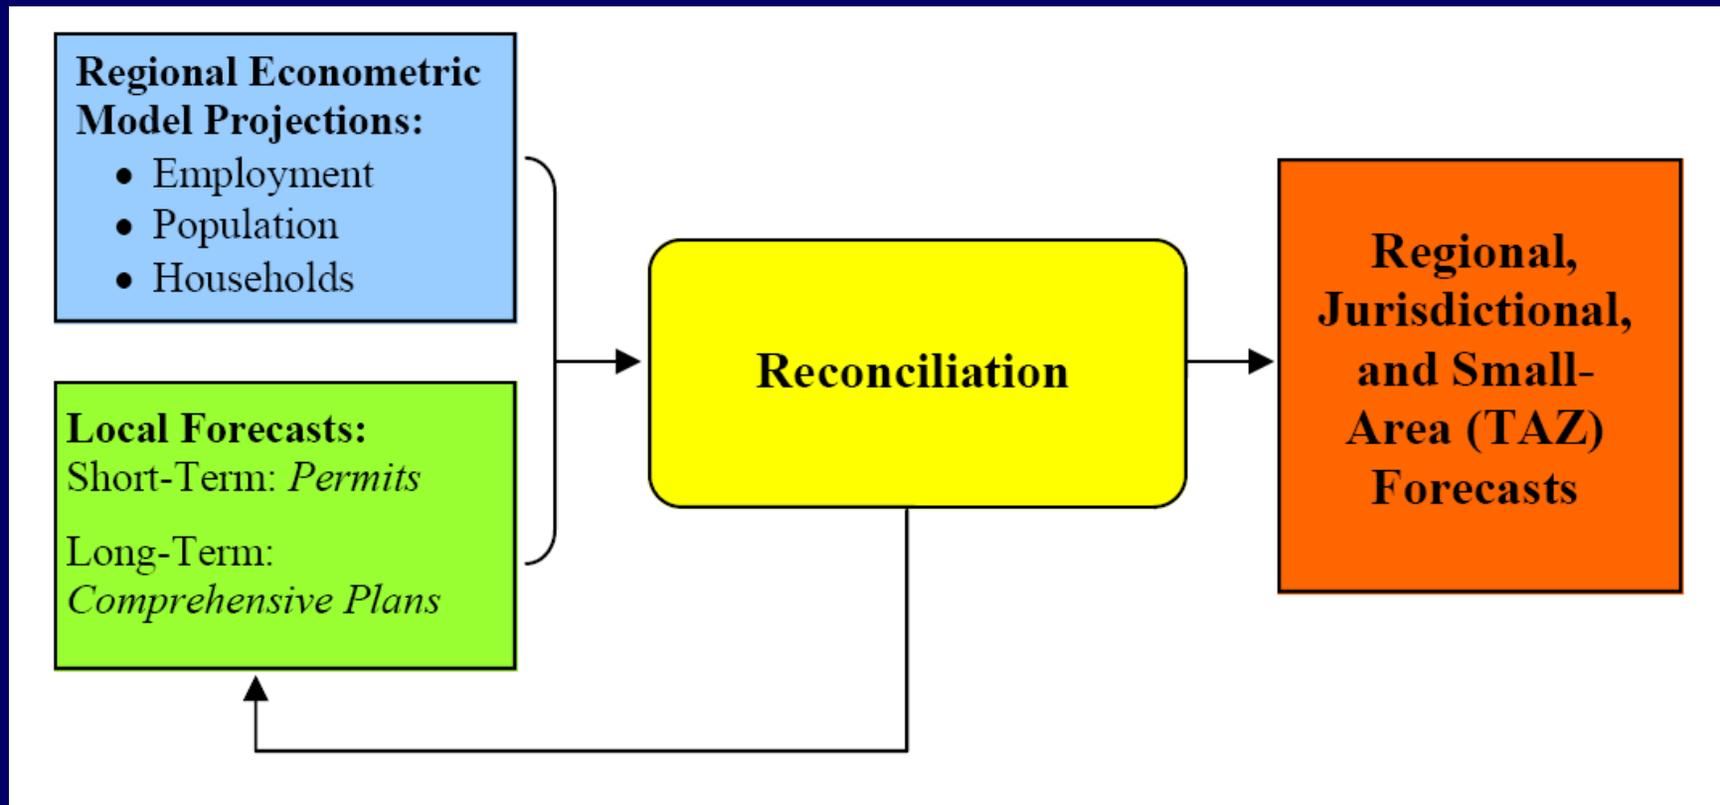 Regional Econometric
Model Projections:
• Employment
• Population
• Households
Local Forecasts:
Short-Term: Permits
Long-Term:
Comprehensive Plans
Reconciliation
Regional,
Jurisdictional,
and Small-
Area (TAZ)
Forecasts